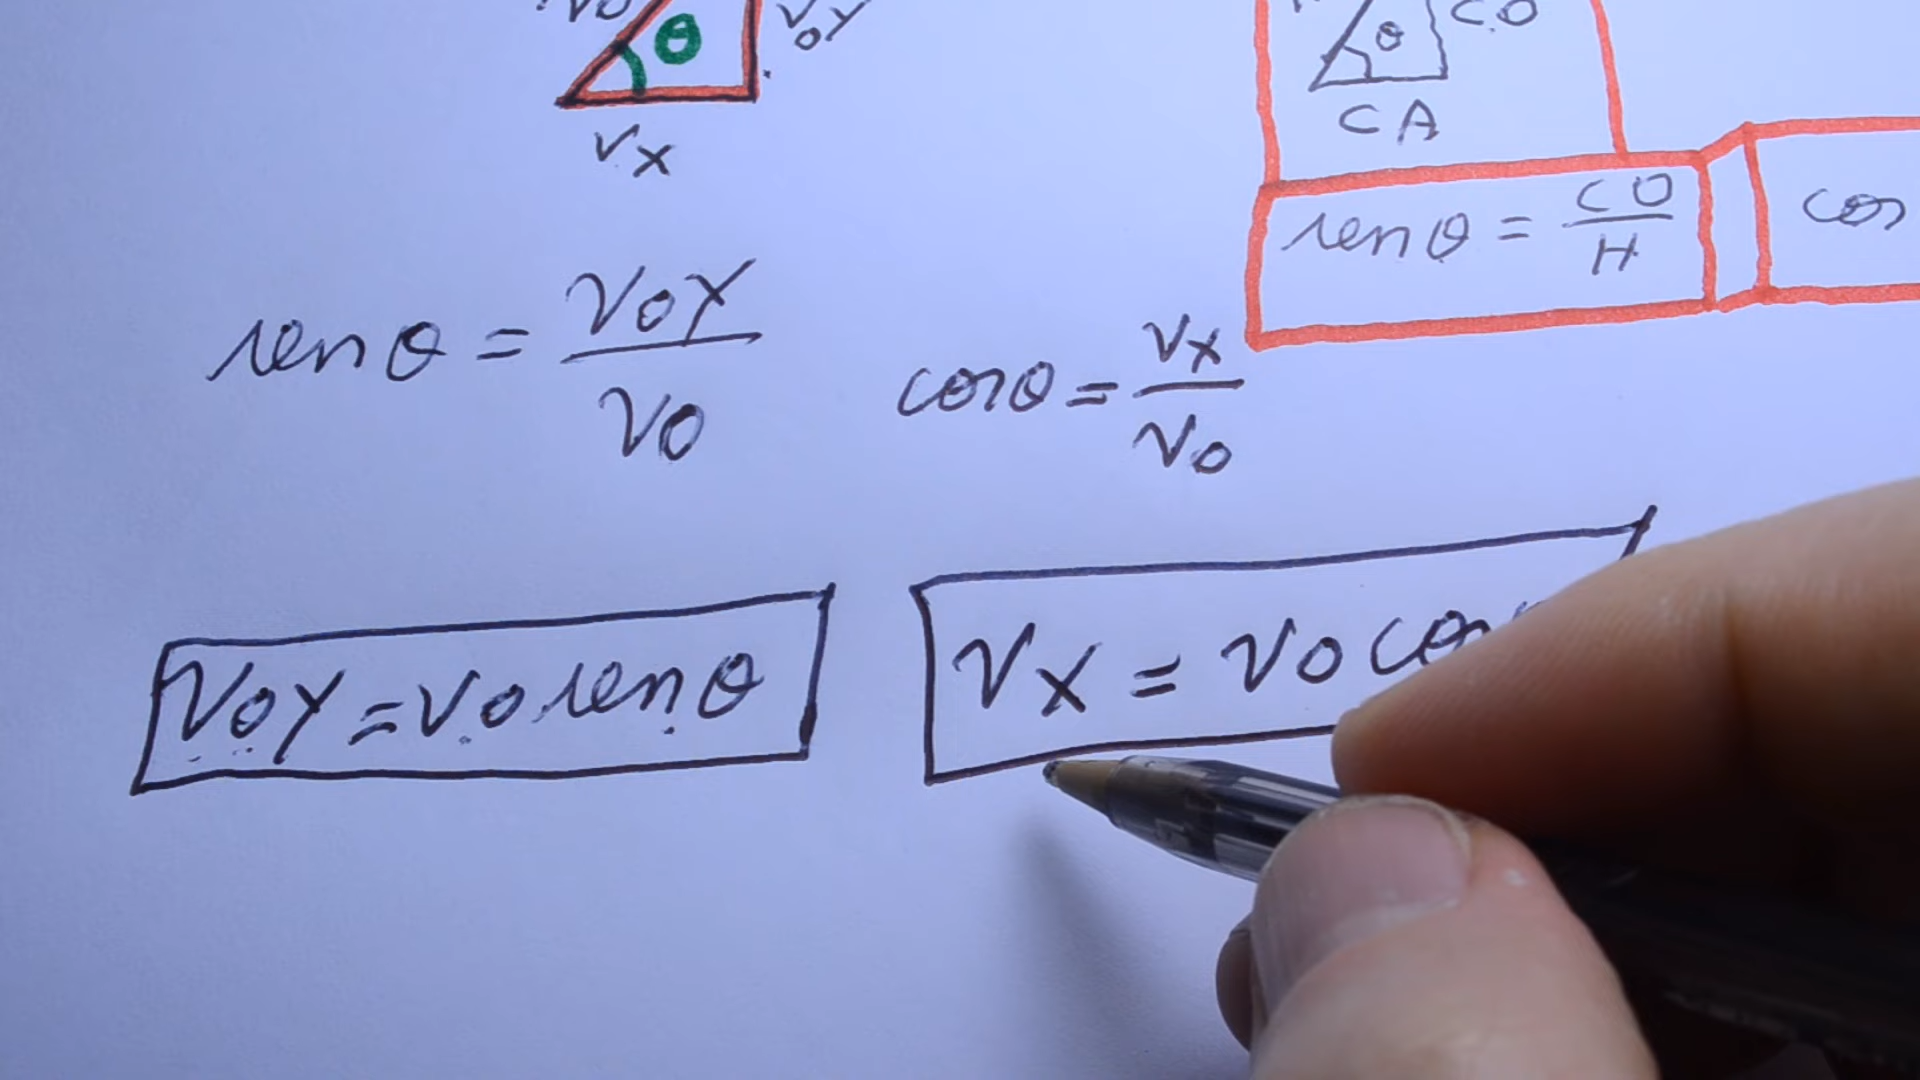 V0
θ
V0Y
VX
θ
CO
CA
sen θ = CO/H
cos
sen θ = V0Y/V0
cos θ = VX/V0
V0Y = V0 sen θ
VX = V0 cos